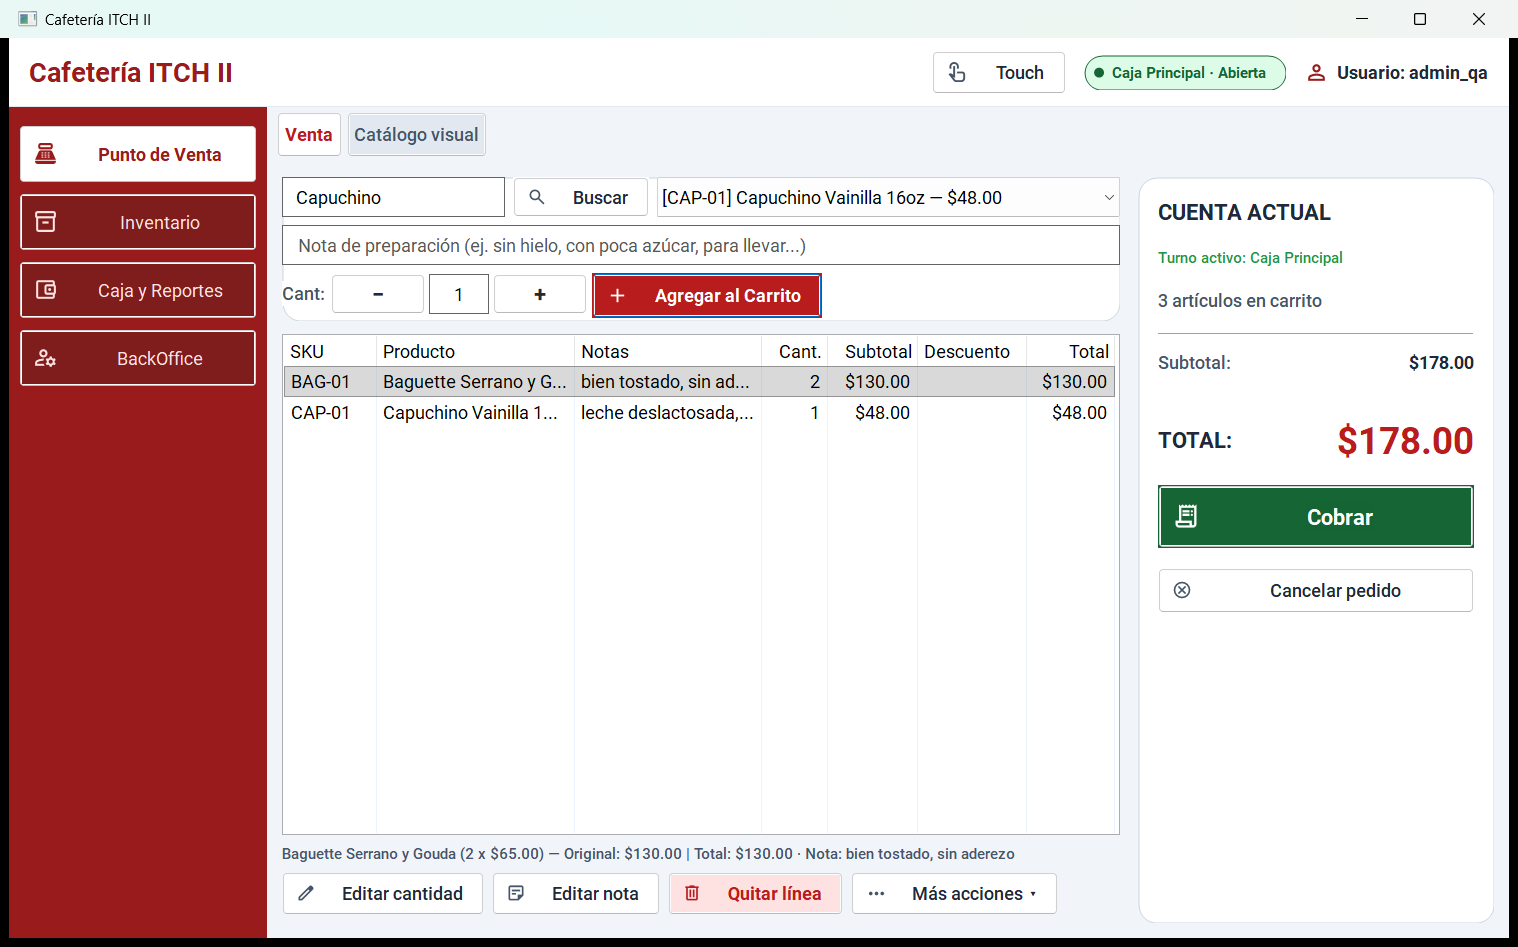 Cafetería ITCH II
Cafetería ITCH II
Touch
Caja Principal · Abierta
Usuario: admin_qa
Punto de Venta
Inventario
Caja y Reportes
BackOffice
Venta
Catálogo visual
Capuchino
Buscar
[CAP-01] Capuchino Vainilla 16oz — $48.00
Nota de preparación (ej. sin hielo, con poca azúcar, para llevar...)
Cant:
−
1
+
+ Agregar al Carrito
SKU Producto Notas Cant. Subtotal Descuento Total
BAG-01 Baguette Serrano y G... bien tostado, sin ad... 2 $130.00 $130.00
CAP-01 Capuchino Vainilla 1... leche deslactosada,... 1 $48.00 $48.00
Baguette Serrano y Gouda (2 x $65.00) — Original: $130.00 | Total: $130.00 · Nota: bien tostado, sin aderezo
Editar cantidad
Editar nota
Quitar línea
Más acciones
CUENTA ACTUAL
Turno activo: Caja Principal
3 artículos en carrito
Subtotal: $178.00
TOTAL: $178.00
Cobrar
Cancelar pedido